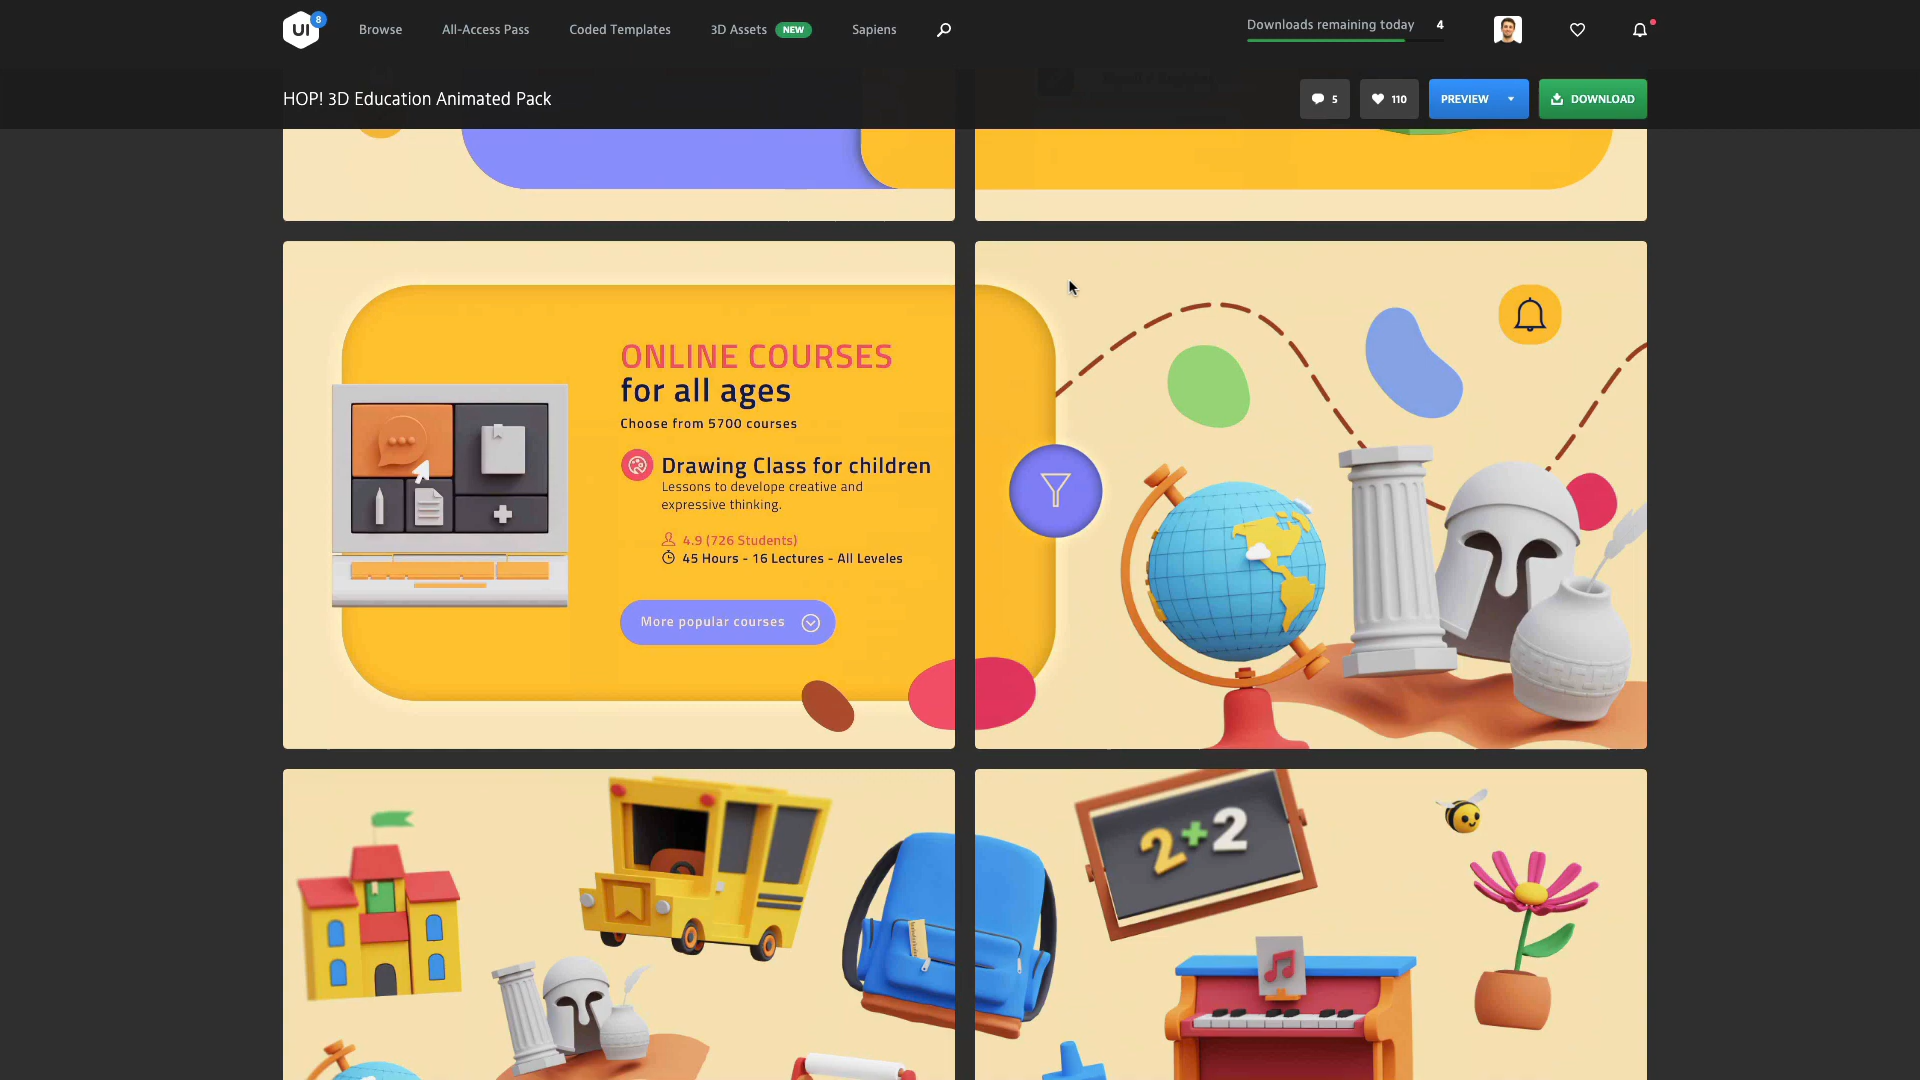 UI 8 Browse All-Access Pass Coded Templates 3D Assets NEW Sapiens Downloads remaining today 4
HOP! 3D Education Animated Pack 5 110 PREVIEW DOWNLOAD
ONLINE COURSES
for all ages
Choose from 5700 courses
Drawing Class for children
Lessons to develope creative and
expressive thinking.
4.9 (726 Students)
45 Hours - 16 Lectures - All Leveles
More popular courses
2+2